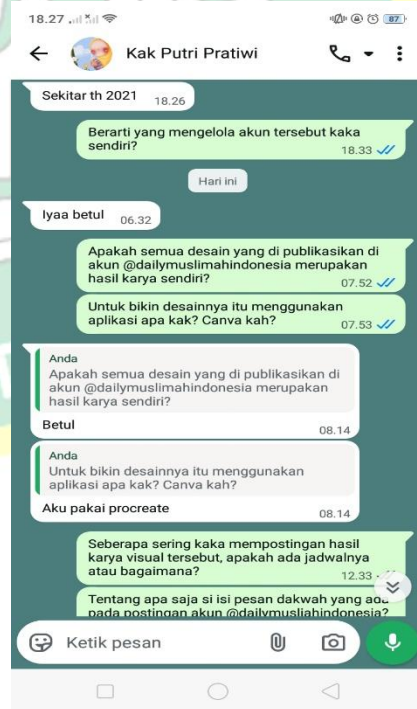 18.27
87
Kak Putri Pratiwi
Sekitar th 2021
18.26
Berarti yang mengelola akun tersebut kaka
sendiri?
18.33
Hari ini
Iyaa betul
06.32
Apakah semua desain yang di publikasikan di
akun @dailymuslimahindonesia merupakan
hasil karya sendiri?
07.52
Untuk bikin desainnya itu menggunakan
aplikasi apa kak? Canva kah?
07.53
Anda
Apakah semua desain yang di publikasikan di
akun @dailymuslimahindonesia merupakan
hasil karya sendiri?
Betul
08.14
Anda
Untuk bikin desainnya itu menggunakan
aplikasi apa kak? Canva kah?
Aku pakai procreate
08.14
Seberapa sering kaka mempostingan hasil
karya visual tersebut, apakah ada jadwalnya
atau bagaimana?
12.33
Tentang apa saja si isi pesan dakwah yang ada
pada postingan akun @dailymusliahindonesia?
Ketik pesan